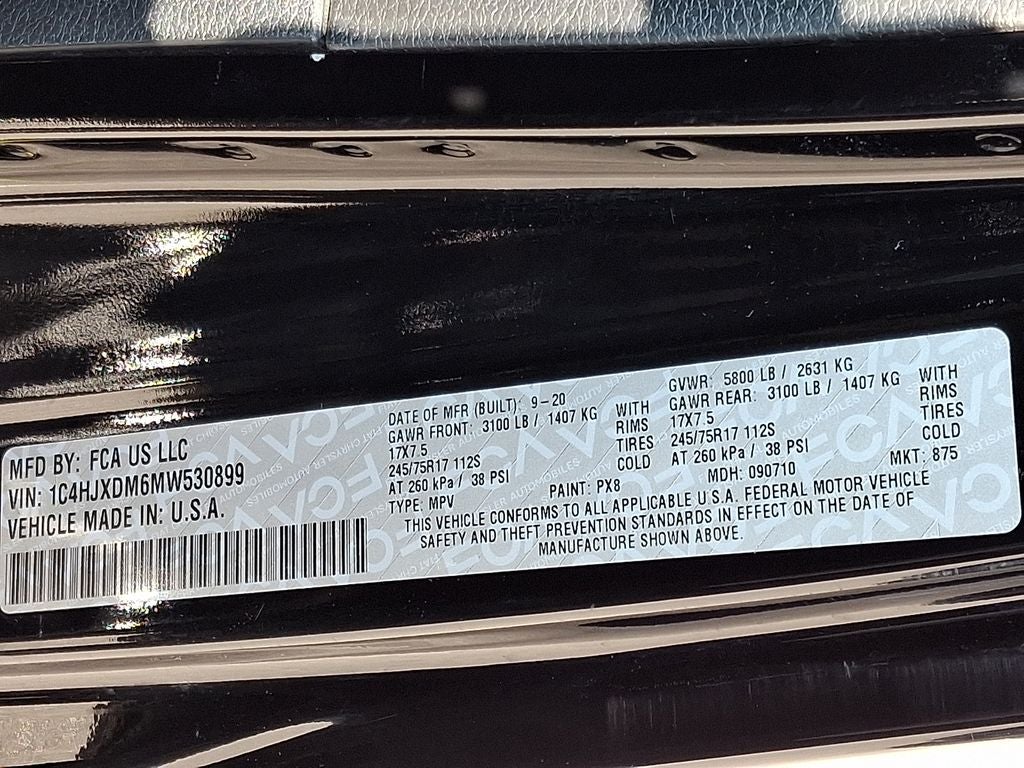 MFD BY: FCA US LLC
VIN: 1C4HJXDM6MW530899
VEHICLE MADE IN: U.S.A.
DATE OF MFR (BUILT): 9-20
GAWR FRONT: 3100 LB / 1407 KG WITH
17X7.5 RIMS
245/75R17 112S TIRES
AT 260 kPa / 38 PSI COLD
TYPE: MPV
PAINT: PX8
GVWR: 5800 LB / 2631 KG
GAWR REAR: 3100 LB / 1407 KG WITH
17X7.5 RIMS
245/75R17 112S TIRES
AT 260 kPa / 38 PSI COLD
MDH: 090710 MKT: 875
THIS VEHICLE CONFORMS TO ALL APPLICABLE U.S.A. FEDERAL MOTOR VEHICLE
SAFETY AND THEFT PREVENTION STANDARDS IN EFFECT ON THE DATE OF
MANUFACTURE SHOWN ABOVE.